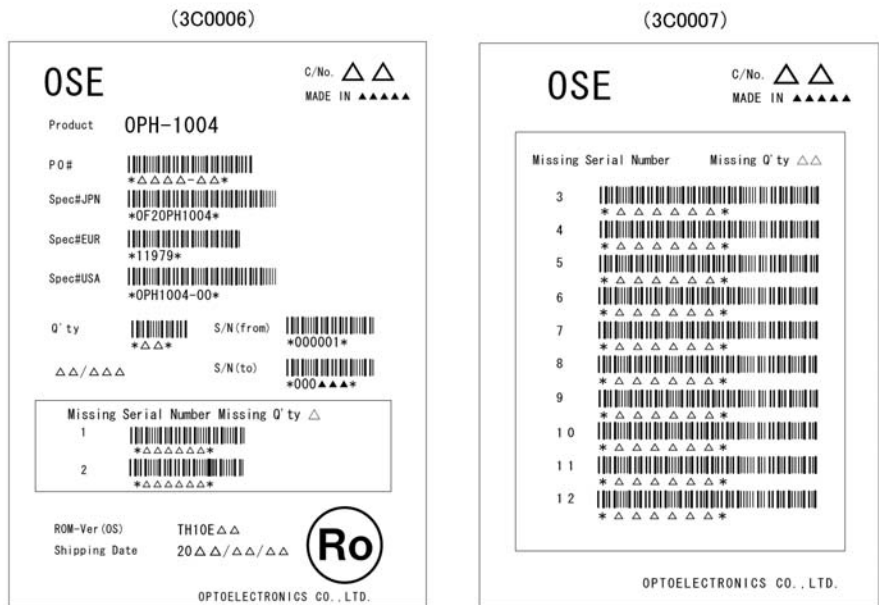 (3C0006)
OSE
C/No. △ △
MADE IN ▲▲▲▲▲
Product OPH-1004
PO#
*△△△△-△△*
Spec#JPN
*OF20PH1004*
Spec#EUR
*11979*
Spec#USA
*OPH1004-00*
Q'ty
*△△*
S/N(from)
*000001*
△△/△△△
S/N(to)
*000▲▲▲*
Missing Serial Number Missing Q'ty △
1
*△△△△△△*
2
*△△△△△△*
ROM-Ver(OS) TH10E△△
Shipping Date 20△△/△△/△△
Ro
OPTOELECTRONICS CO.,LTD.
(3C0007)
OSE
C/No. △ △
MADE IN ▲▲▲▲▲
Missing Serial Number Missing Q'ty △△
3
* △ △ △ △ △ △ *
4
* △ △ △ △ △ △ *
5
* △ △ △ △ △ △ *
6
* △ △ △ △ △ △ *
7
* △ △ △ △ △ △ *
8
* △ △ △ △ △ △ *
9
* △ △ △ △ △ △ *
10
* △ △ △ △ △ △ *
11
* △ △ △ △ △ △ *
12
* △ △ △ △ △ △ *
OPTOELECTRONICS CO.,LTD.